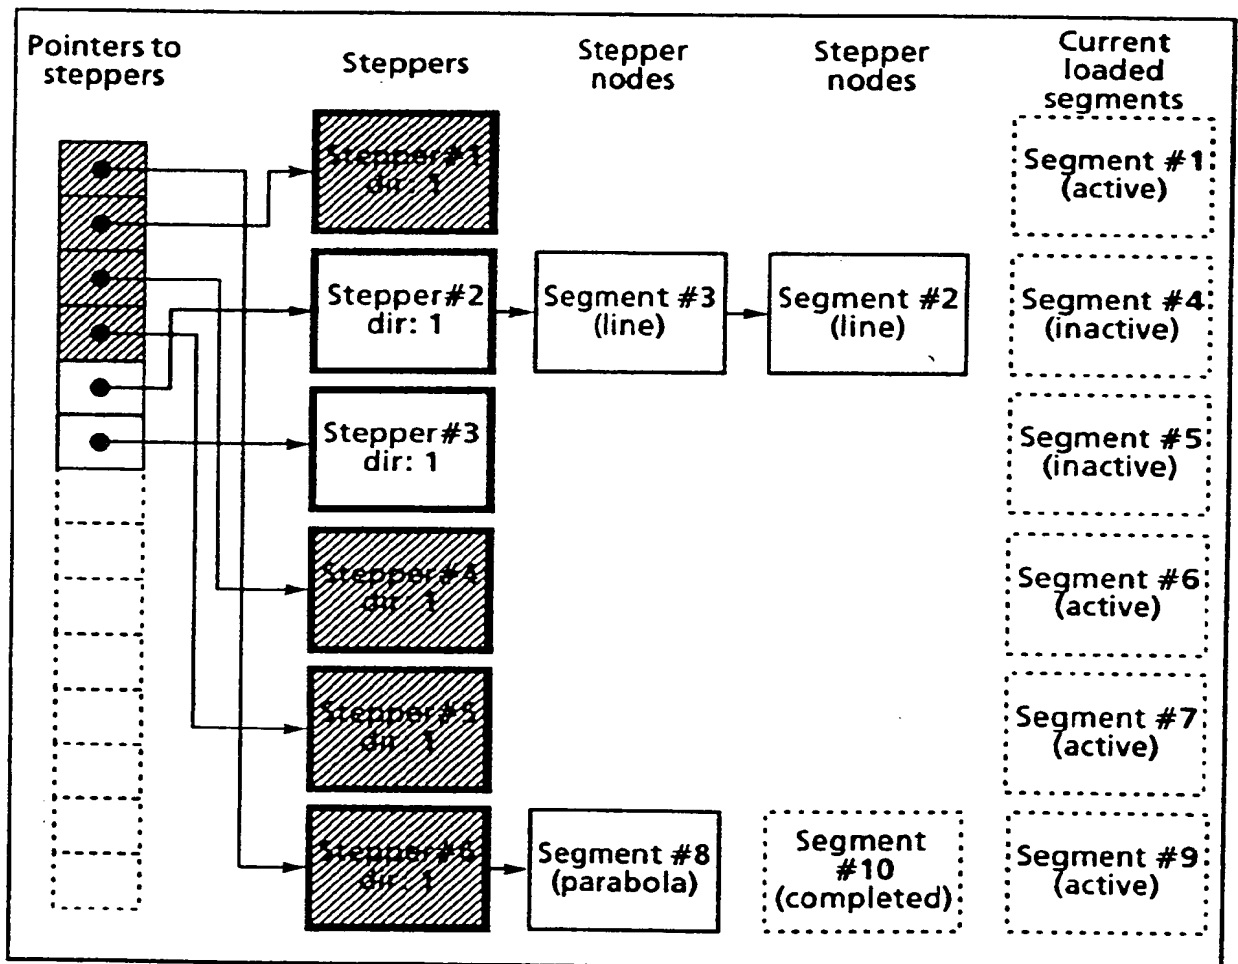 Pointers to
steppers
Steppers
Stepper
nodes
Stepper
nodes
Current
loaded
segments
Stepper#1
dir: 1
Segment #1
(active)
Stepper#2
dir: 1
Segment #3
(line)
Segment #2
(line)
Segment #4
(inactive)
Stepper#3
dir: 1
Segment #5
(inactive)
Stepper#4
dir: 1
Segment #6
(active)
Stepper#5
dir: 1
Segment #7
(active)
Stepper#6
dir: 1
Segment #8
(parabola)
Segment
#10
(completed)
Segment #9
(active)